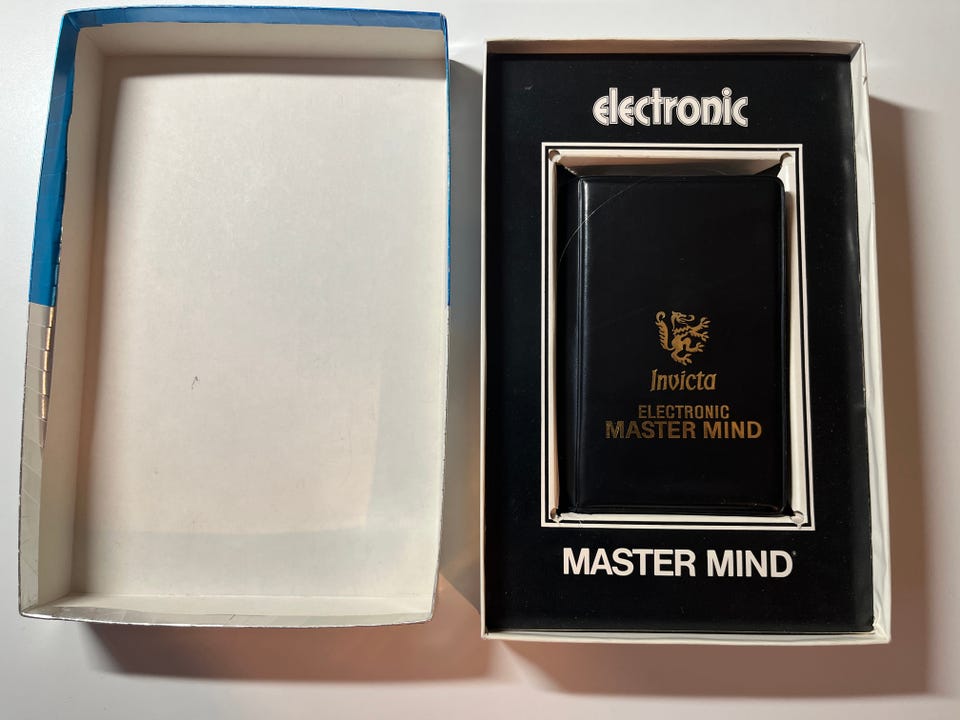 electronic
Invicta
ELECTRONIC
MASTER MIND
MASTER MIND